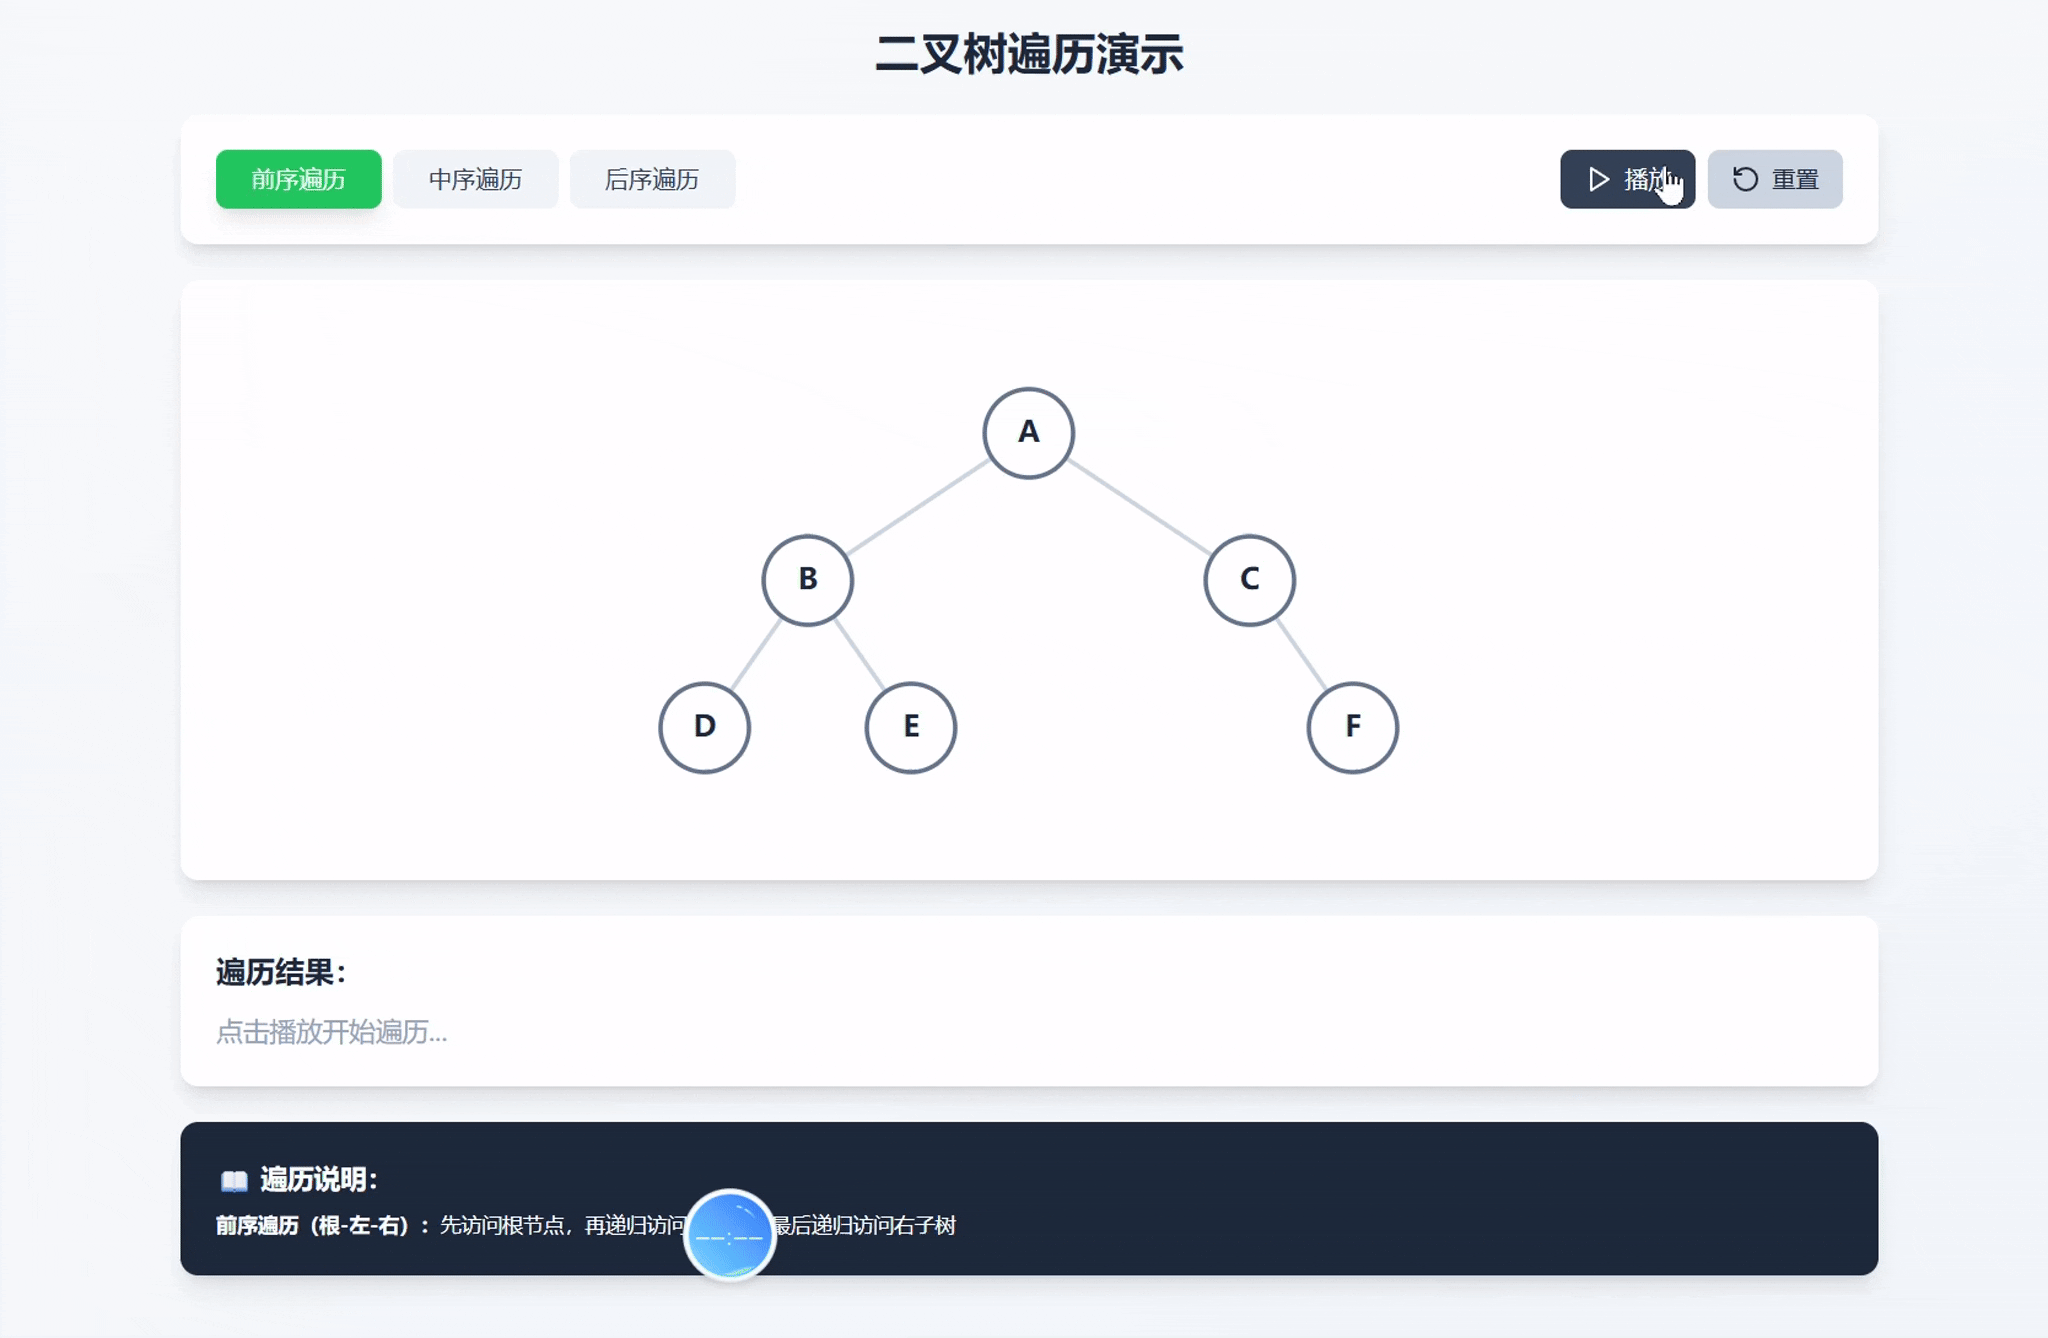 二叉树遍历演示
前序遍历 中序遍历 后序遍历 播放 重置
A
B C
D E F
遍历结果：
点击播放开始遍历...
遍历说明：
前序遍历（根-左-右）：先访问根节点，再递归访问 最后递归访问右子树
--:--